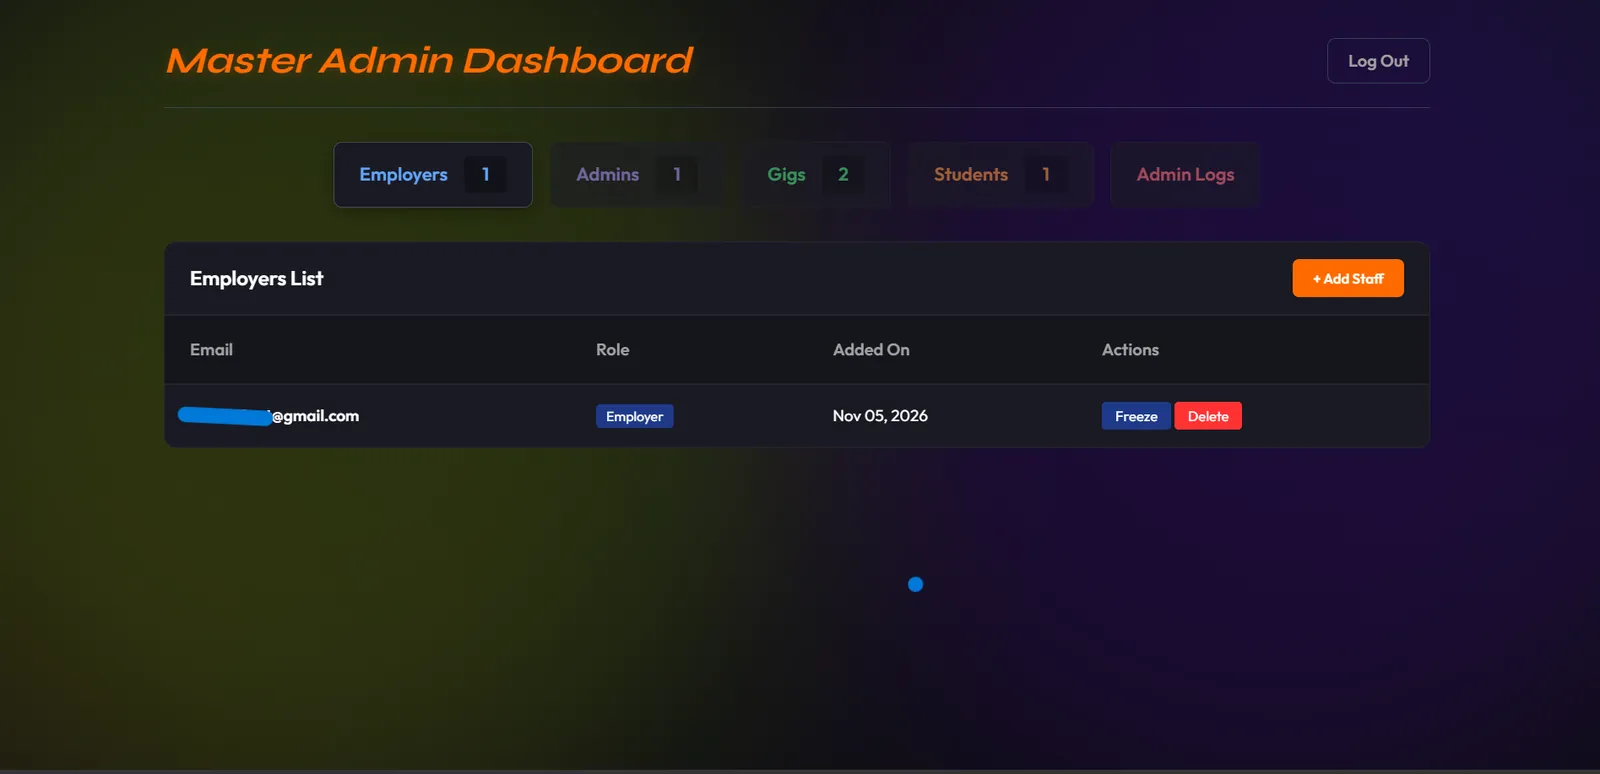 Master Admin Dashboard
Log Out
Employers 1
Admins 1
Gigs 2
Students 1
Admin Logs
Employers List
+ Add Staff
Email Role Added On Actions
@gmail.com Employer Nov 05, 2026 Freeze Delete